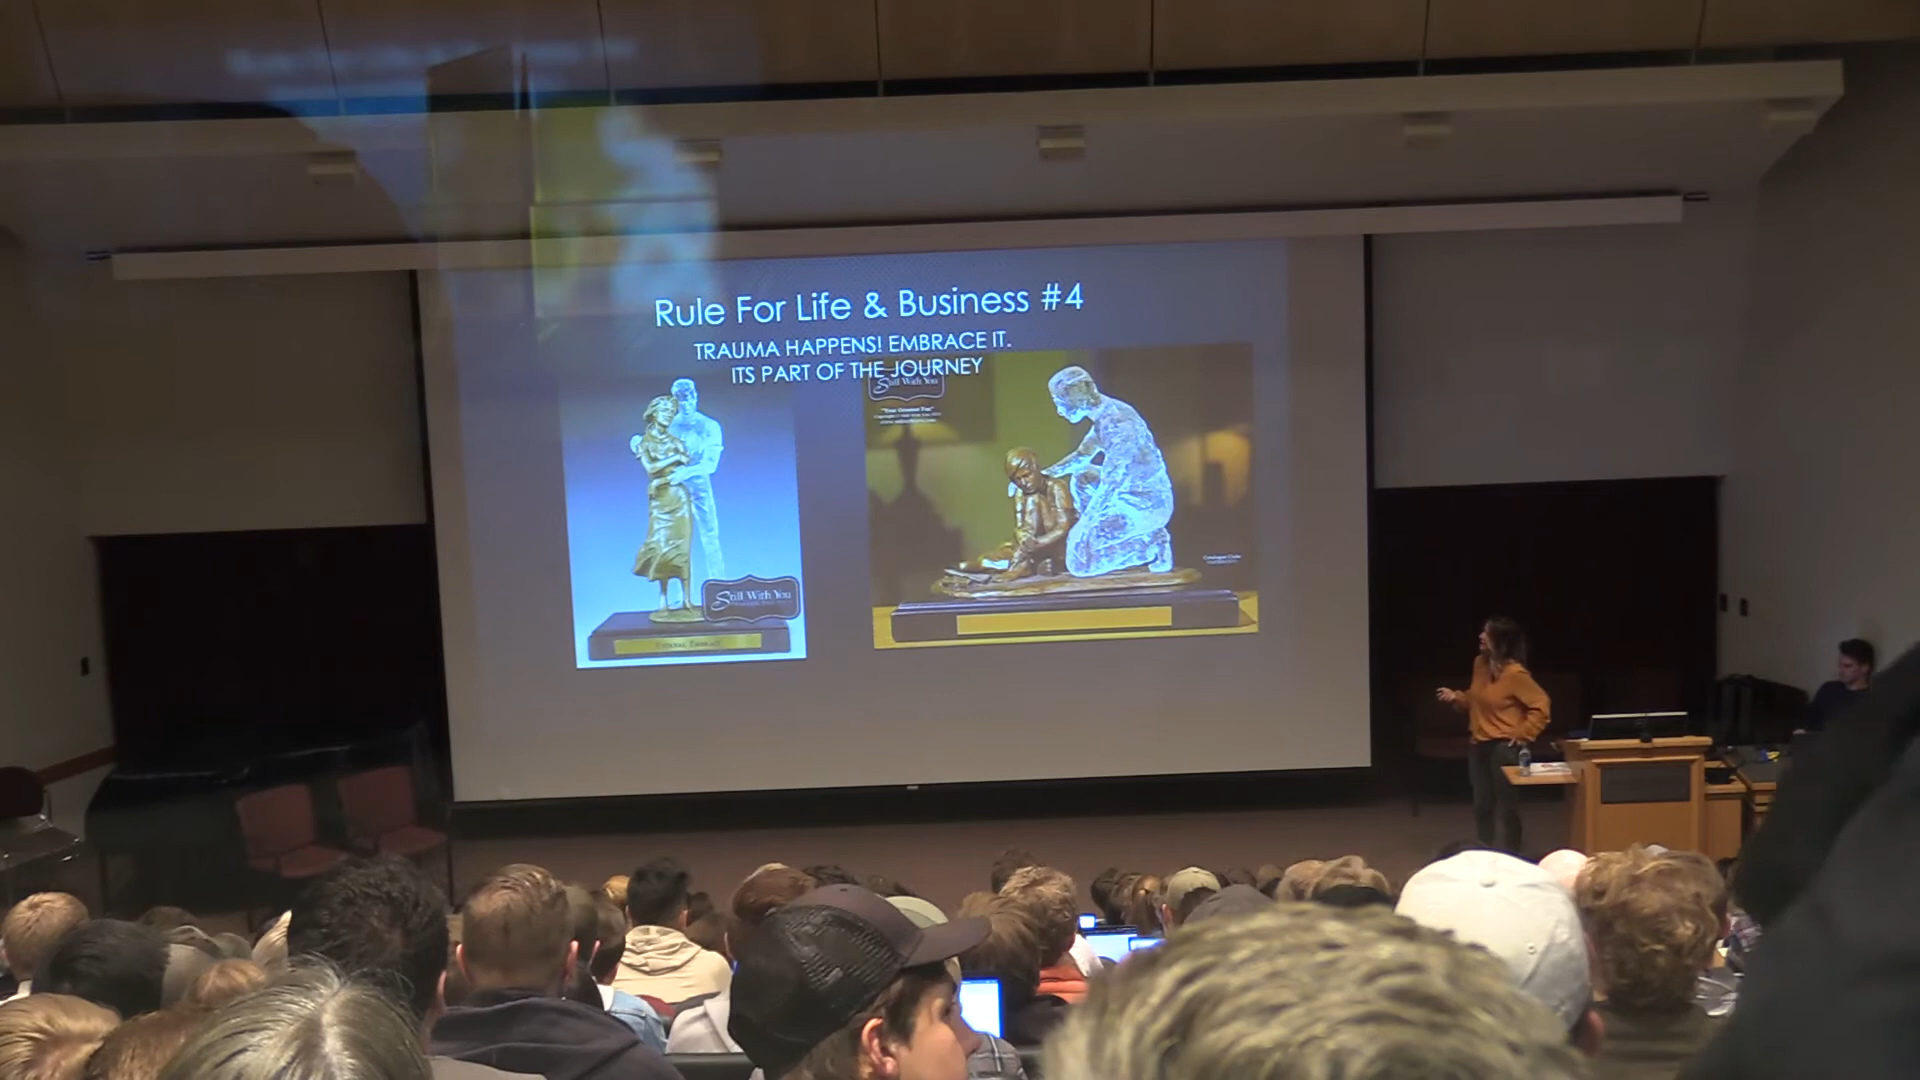 Rule For Life & Business #4
TRAUMA HAPPENS! EMBRACE IT.
ITS PART OF THE JOURNEY
Still With You
Still With You